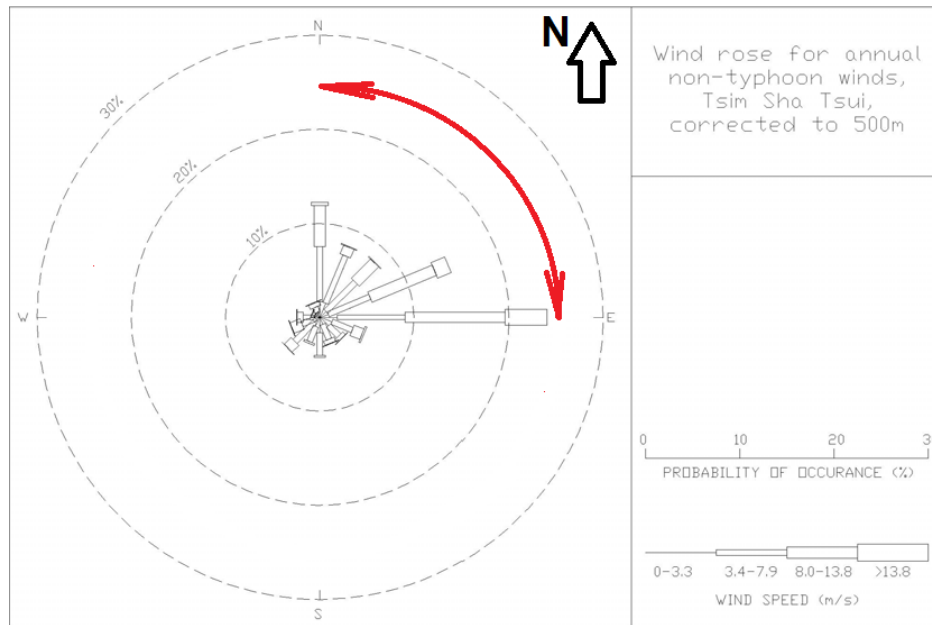 N
N
Wind rose for annual
non-typhoon winds,
Tsim Sha Tsui,
corrected to 500m
30%
20%
10%
W
E
S
0 10 20 3
PROBABILITY OF OCCURANCE (%)
0-3.3 3.4-7.9 8.0-13.8 >13.8
WIND SPEED (m/s)